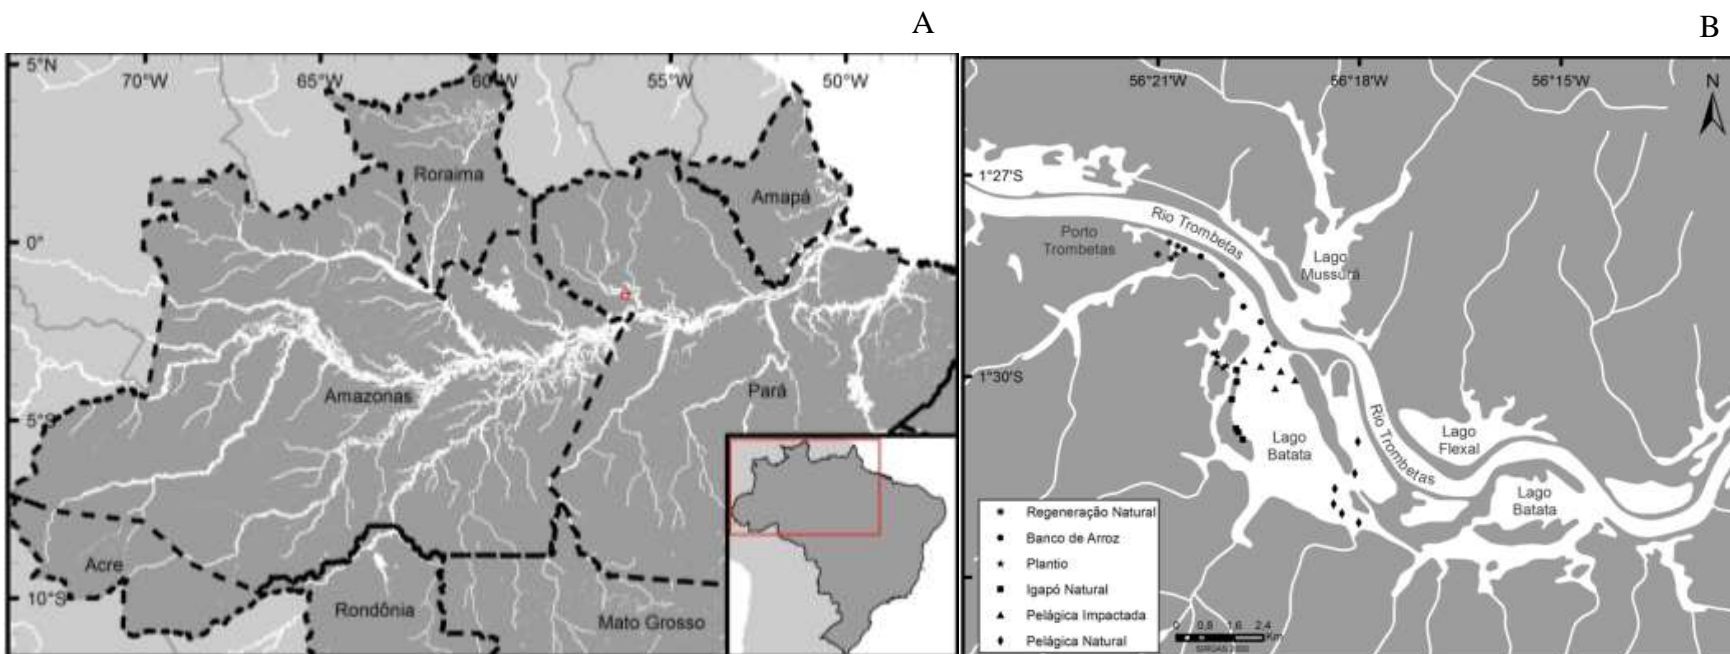 A
B
5°N
70°W
65°W
60°W
55°W
50°W
Roraima
Amapá
0°
Amazonas
Pará
5°S
Acre
10°S
Rondônia
Mato Grosso
56°21'W
56°18'W
56°15'W
N
1°27'S
Rio Trombetas
Porto
Trombetas
Lago
Mussurá
1°30'S
Rio Trombetas
Lago
Batata
Lago
Flexal
Lago
Batata
Regeneração Natural
Banco de Arroz
Plantio
Igapó Natural
Pelágica Impactada
Pelágica Natural
0 0,8 1,6 2,4
Km
SIRGAS 2000